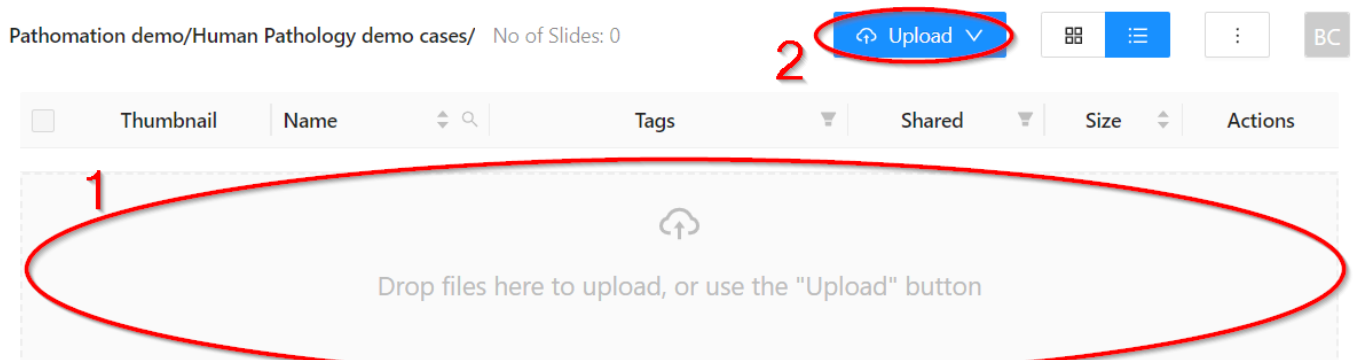 Pathomation demo/Human Pathology demo cases/ No of Slides: 0 2 Upload BC
Thumbnail Name Tags Shared Size Actions
1
Drop files here to upload, or use the "Upload" button